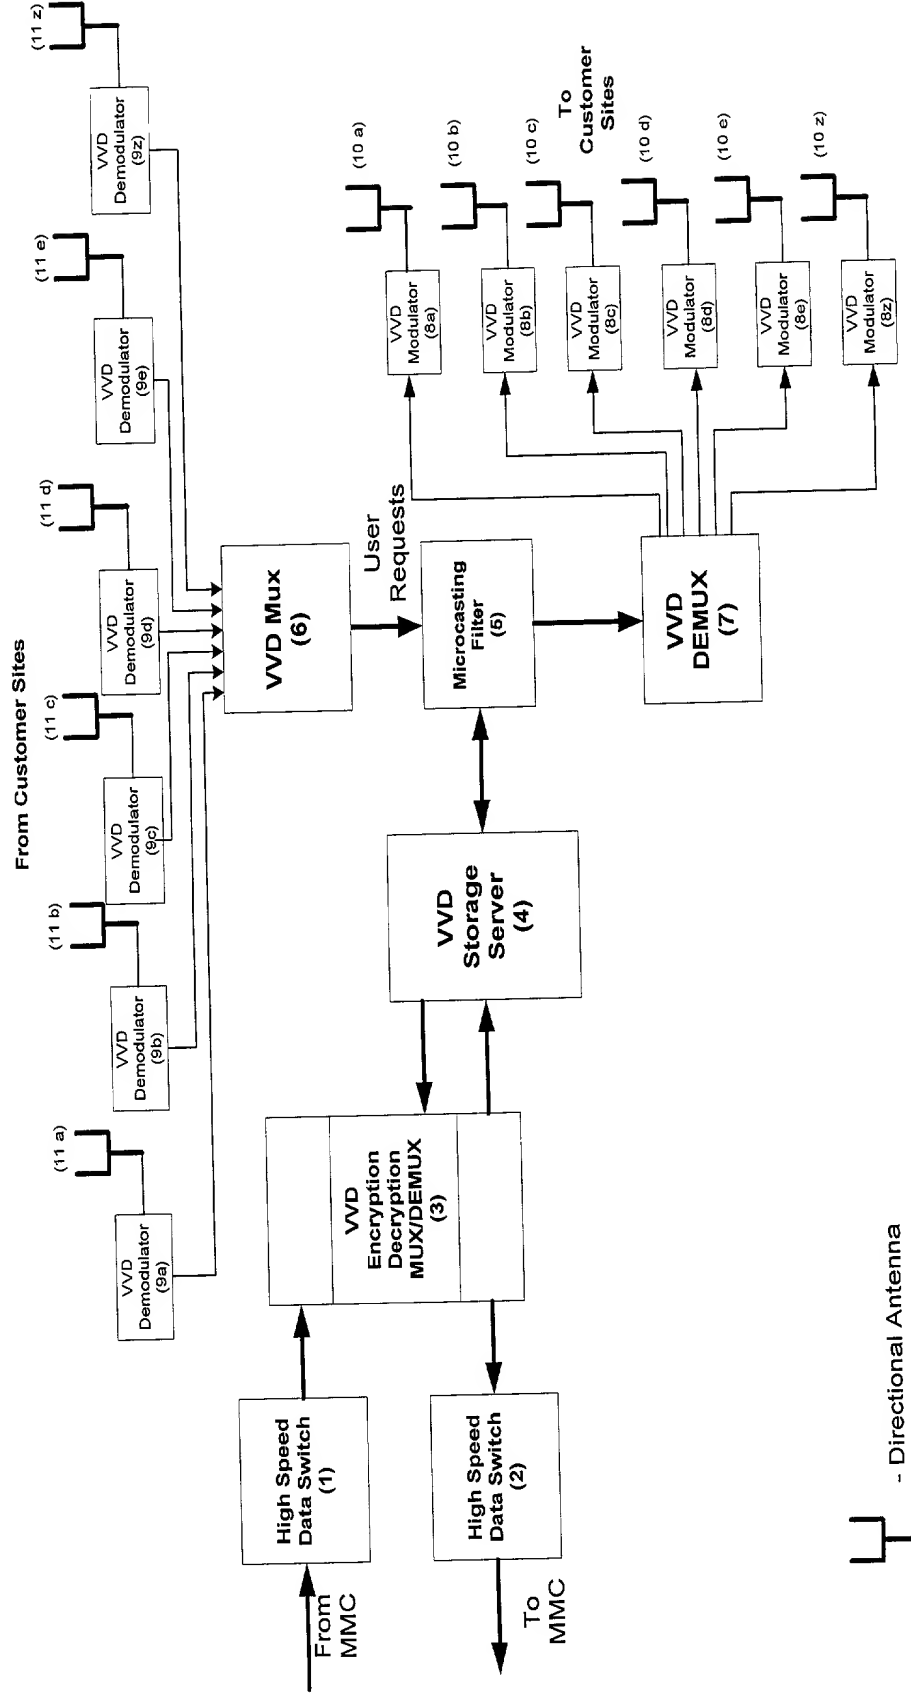 From Customer Sites
(11 a)
(11 b)
(11 c)
(11 d)
(11 e)
(11 z)
VVD
Demodulator
(9a)
VVD
Demodulator
(9b)
VVD
Demodulator
(9c)
VVD
Demodulator
(9d)
VVD
Demodulator
(9e)
VVD
Demodulator
(9z)
From
MMC
High Speed
Data Switch
(1)
To
MMC
High Speed
Data Switch
(2)
VVD
Encryption
Decryption
MUX/DEMUX
(3)
VVD
Storage
Server
(4)
VVD Mux
(6)
User
Requests
Microcasting
Filter
(5)
VVD
DEMUX
(7)
VVD
Modulator
(8a)
VVD
Modulator
(8b)
VVD
Modulator
(8c)
VVD
Modulator
(8d)
VVD
Modulator
(8e)
VVD
Modulator
(8z)
(10 a)
(10 b)
(10 c)
(10 d)
(10 e)
(10 z)
To
Customer
Sites
- Directional Antenna